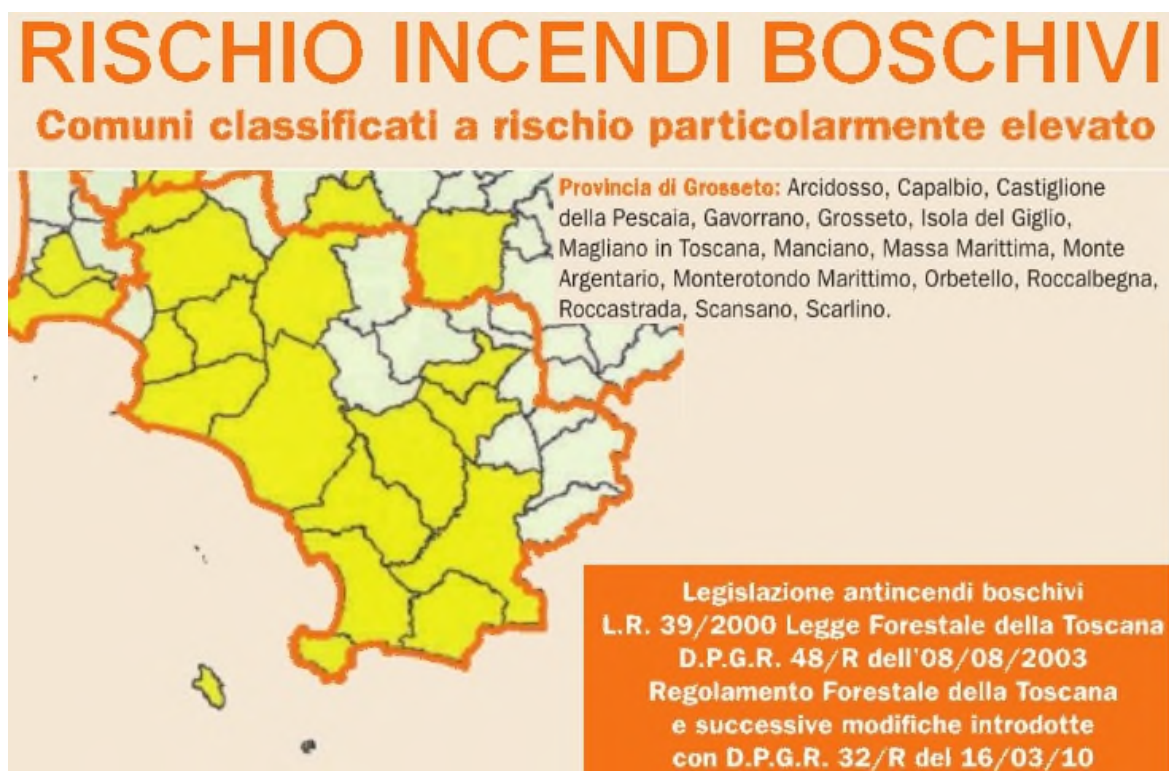 RISCHIO INCENDI BOSCHIVI
Comuni classificati a rischio particolarmente elevato
Provincia di Grosseto: Arcidosso, Capalbio, Castiglione
della Pescaia, Gavorrano, Grosseto, Isola del Giglio,
Magliano in Toscana, Manciano, Massa Marittima, Monte
Argentario, Monterotondo Marittimo, Orbetello, Roccalbegna,
Roccastrada, Scansano, Scarlino.
Legislazione antincendi boschivi
L.R. 39/2000 Legge Forestale della Toscana
D.P.G.R. 48/R dell'08/08/2003
Regolamento Forestale della Toscana
e successive modifiche introdotte
con D.P.G.R. 32/R del 16/03/10